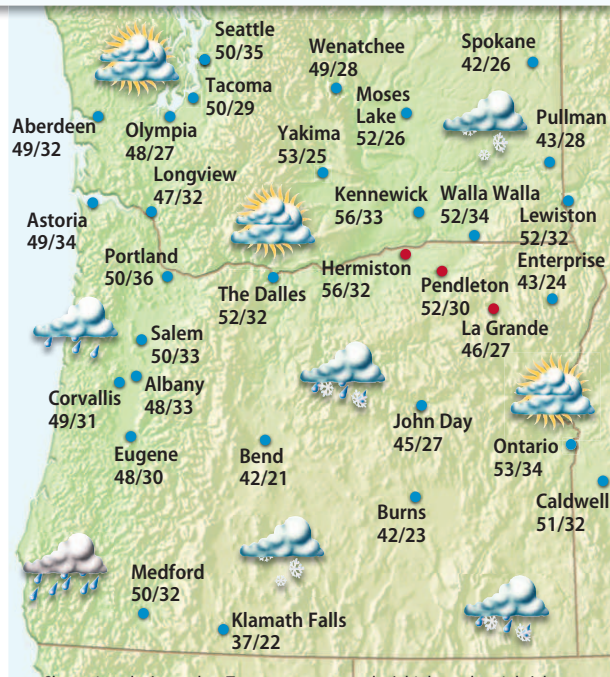 Seattle
50/35
Wenatchee
49/28
Spokane
42/26
Tacoma
50/29
Moses
Lake
52/26
Aberdeen
49/32
Olympia
48/27
Yakima
53/25
Pullman
43/28
Longview
47/32
Kennewick
56/33
Walla Walla
52/34
Lewiston
52/32
Astoria
49/34
Portland
50/36
The Dalles
52/32
Hermiston
56/32
Pendleton
52/30
Enterprise
43/24
La Grande
46/27
Salem
50/33
Corvallis
49/31
Albany
48/33
John Day
45/27
Ontario
53/34
Eugene
48/30
Bend
42/21
Caldwell
51/32
Burns
42/23
Medford
50/32
Klamath Falls
37/22